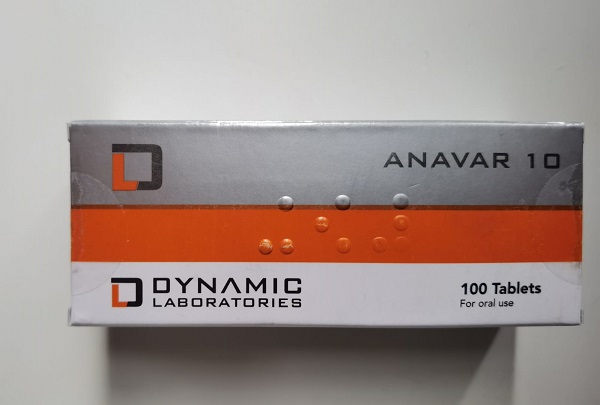 ANAVAR 10
DYNAMIC
LABORATORIES
100 Tablets
For oral use